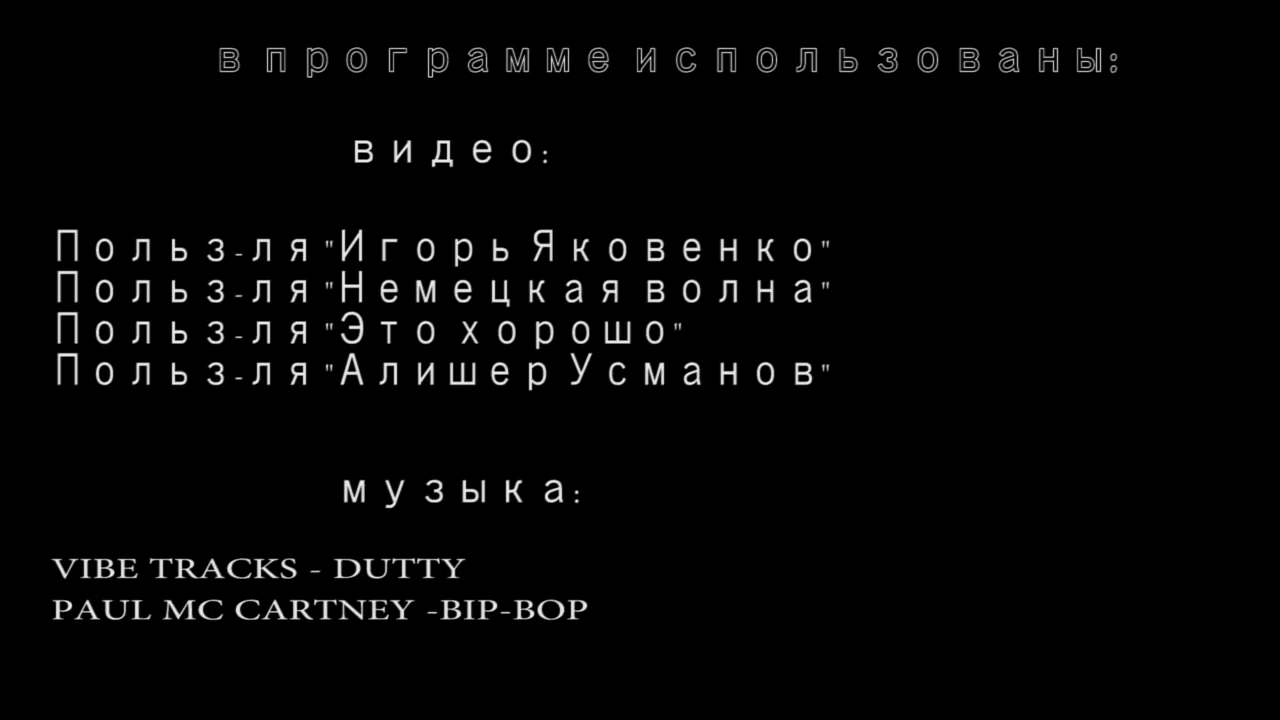 в программе использованы:
видео:
Польз-ля "Игорь Яковенко"
Польз-ля "Немецкая волна"
Польз-ля "Это хорошо"
Польз-ля "Алишер Усманов"
музыка:
VIBE TRACKS - DUTTY
PAUL MC CARTNEY -BIP-BOP